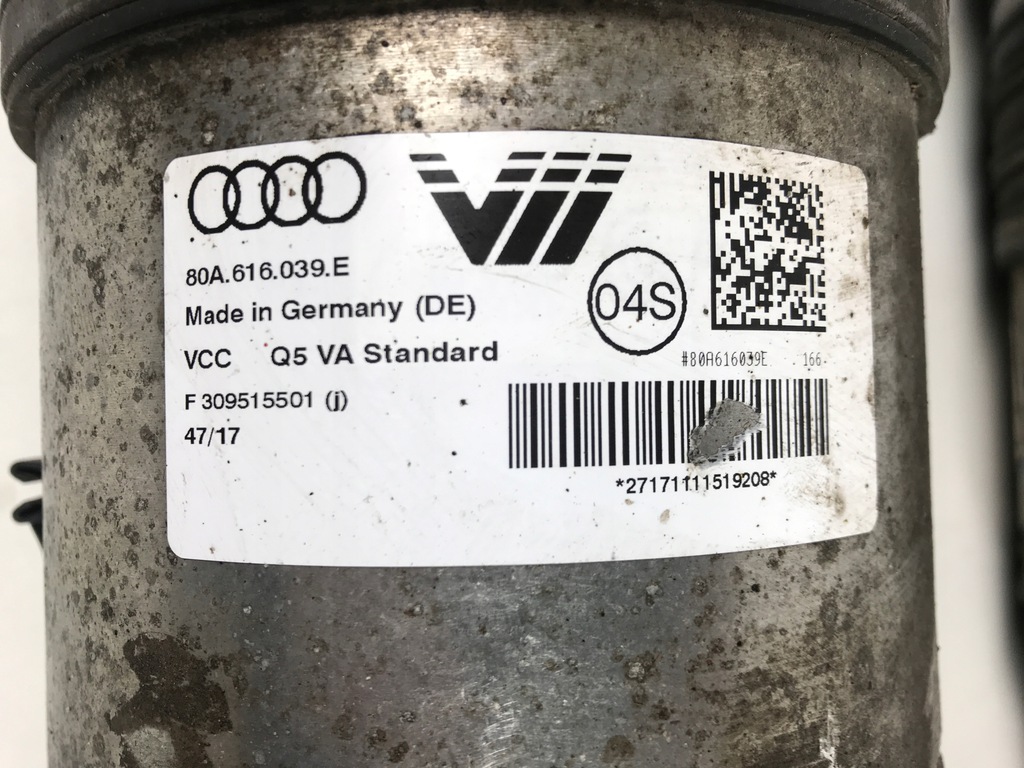 80A.616.039.E
Made in Germany (DE)
04S
VCC Q5 VA Standard
#80A616039E 166
F 309515501 (j)
47/17
*27171111519208*